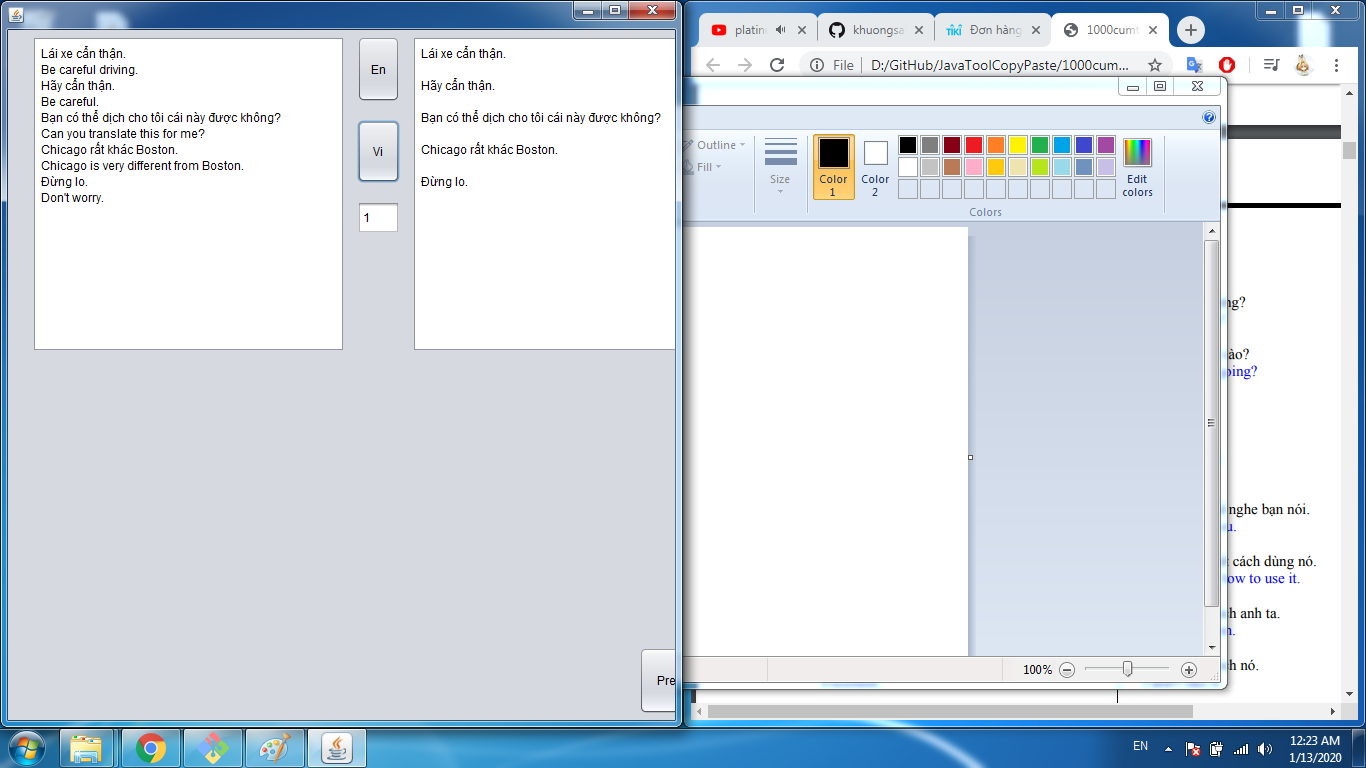 Lái xe cẩn thận.
Be careful driving.
Hãy cẩn thận.
Be careful.
Bạn có thể dịch cho tôi cái này được không?
Can you translate this for me?
Chicago rất khác Boston.
Chicago is very different from Boston.
Đừng lo.
Don't worry.
En
Vi
1
Lái xe cẩn thận.
Hãy cẩn thận.
Bạn có thể dịch cho tôi cái này được không?
Chicago rất khác Boston.
Đừng lo.
Pre
platin
khuongsa
TIKI
Đơn hàng
1000cumt
File
D:/GitHub/JavaToolCopyPaste/1000cum...
Outline
Fill
Size
Color 1
Color 2
Edit colors
Colors
ng?
ào?
oing?
nghe bạn nói.
u.
t cách dùng nó.
ow to use it.
ch anh ta.
n.
ch nó.
100%
EN
12:23 AM
1/13/2020